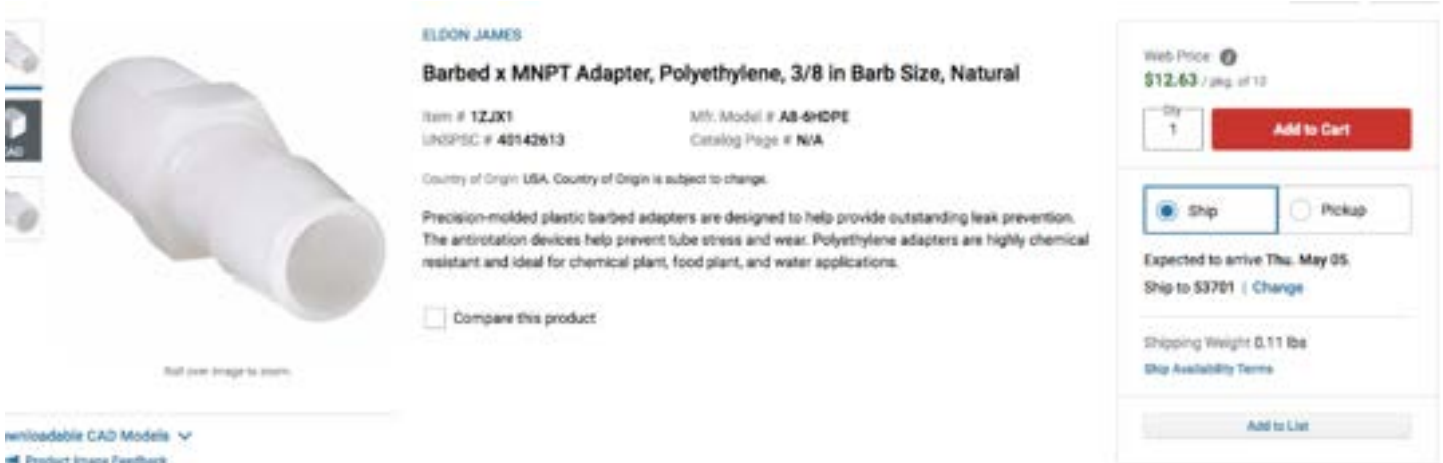 ELDON JAMES
Barbed x MNPT Adapter, Polyethylene, 3/8 in Barb Size, Natural
Item # 1ZJX1
Mfr. Model # A8-6HDPE
UNSPSC # 40142613
Catalog Page # N/A
Country of Origin USA. Country of Origin is subject to change.
Precision-molded plastic barbed adapters are designed to help provide outstanding leak prevention.
The antirotation devices help prevent tube stress and wear. Polyethylene adapters are highly chemical
resistant and ideal for chemical plant, food plant, and water applications.
Compare this product
Roll over image to zoom.
CAD Models
Product Image Feedback
Web Price
$12.63 / pkg. of 10
Qty
1
Add to Cart
Ship
Pickup
Expected to arrive Thu. May 05.
Ship to 53701 | Change
Shipping Weight 0.11 lbs
Ship Availability Terms
Add to List